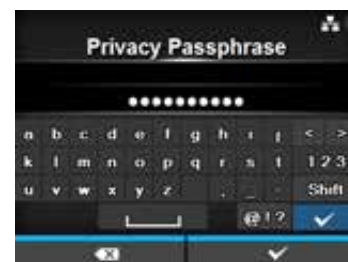 Privacy Passphrase
••••••••••
a b c d e f g h i j < >
k l m n o p q r s t 1 2 3
u v w x y z . _ - Shift
@ ! ?